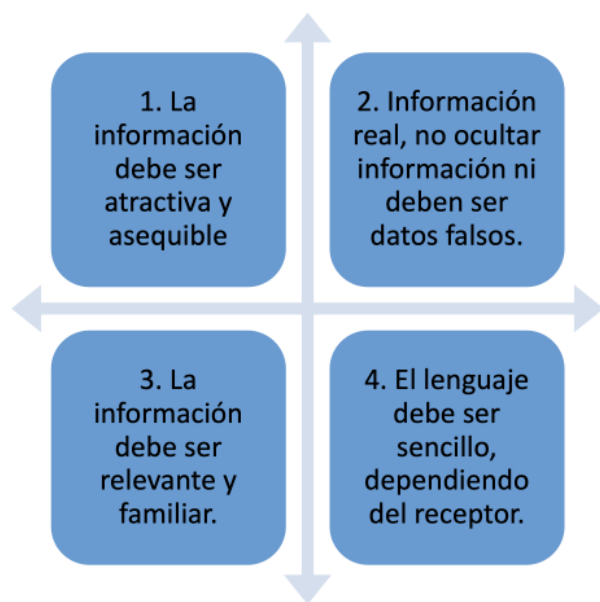 1. La
información
debe ser
atractiva y
asequible
2. Información
real, no ocultar
información ni
deben ser
datos falsos.
3. La
información
debe ser
relevante y
familiar.
4. El lenguaje
debe ser
sencillo,
dependiendo
del receptor.